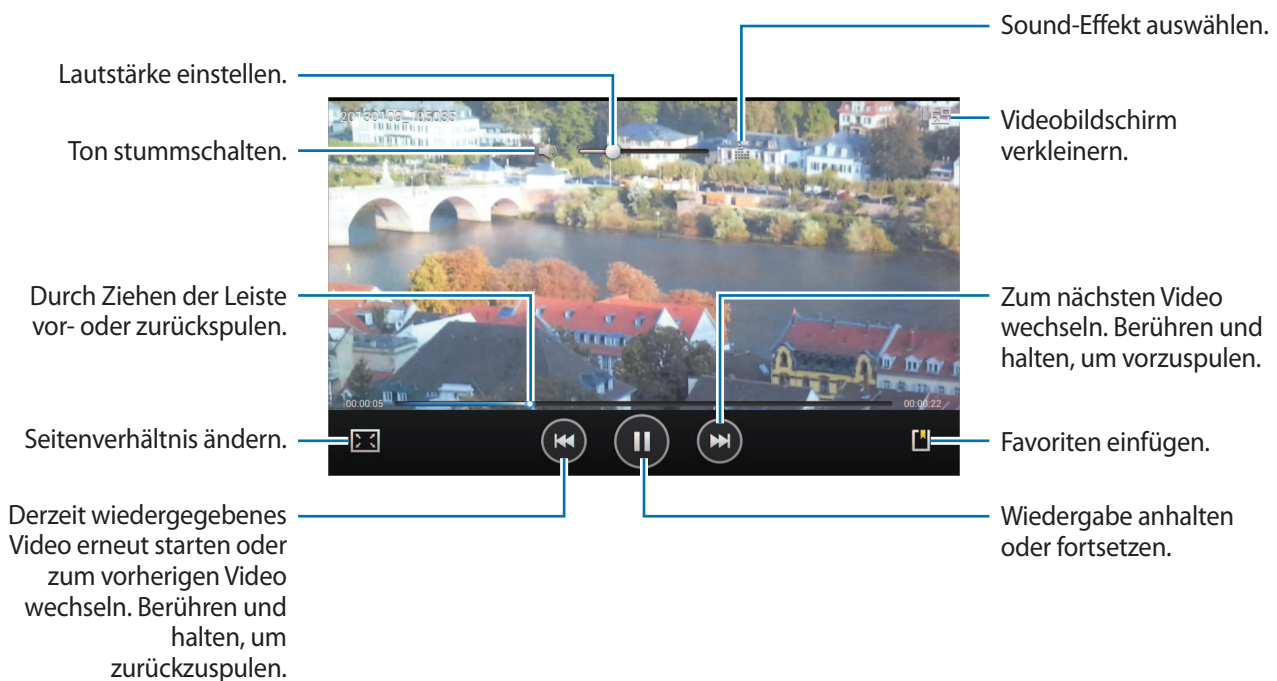 Sound-Effekt auswählen.
Lautstärke einstellen.
20130103_105035
Videobildschirm
verkleinern.
Ton stummschalten.
Durch Ziehen der Leiste
vor- oder zurückspulen.
Zum nächsten Video
wechseln. Berühren und
halten, um vorzuspulen.
00:00:05
00:00:22
Seitenverhältnis ändern.
Favoriten einfügen.
Derzeit wiedergegebenes
Video erneut starten oder
zum vorherigen Video
wechseln. Berühren und
halten, um
zurückzuspulen.
Wiedergabe anhalten
oder fortsetzen.